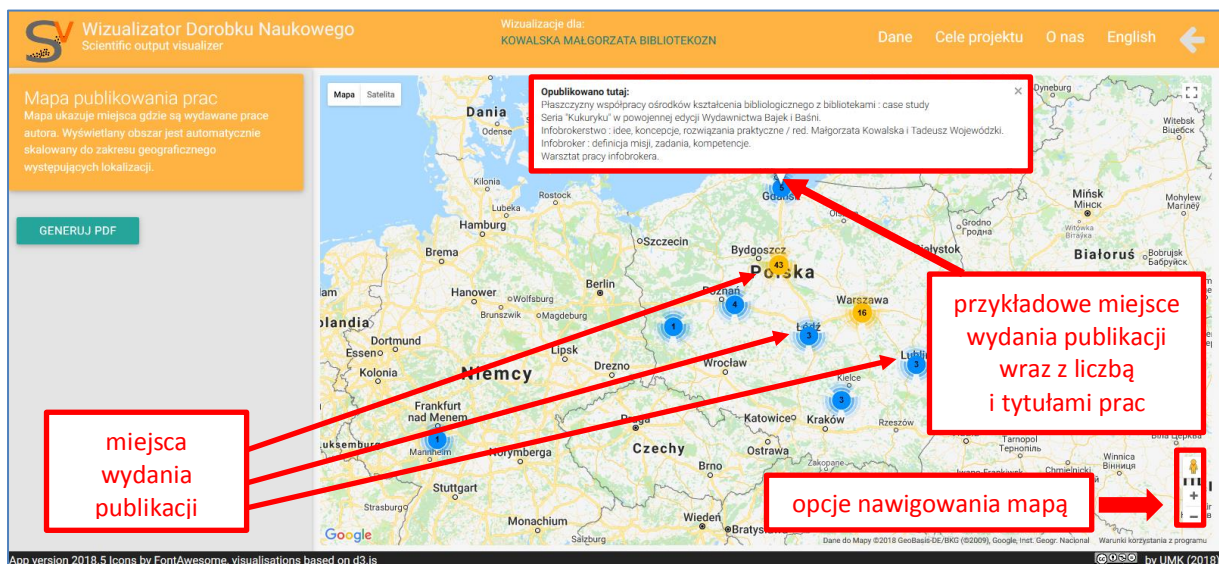 Wizualizator Dorobku Naukowego
Scientific output visualizer
Wizualizacje dla:
KOWALSKA MAŁGORZATA BIBLIOTEKOZN
Dane Cele projektu O nas English
Mapa publikowania prac
Mapa ukazuje miejsca gdzie są wydawane prace
autora. Wyświetlany obszar jest automatycznie
skalowany do zakresu geograficznego
występujących lokalizacji.
GENERUJ PDF
Mapa Satelita
Opublikowano tutaj:
Płaszczyzny współpracy ośrodków kształcenia bibliologicznego z bibliotekami : case study
Seria "Kukuryku" w powojennej edycji Wydawnictwa Bajek i Baśni.
Infobrokerstwo : idee, koncepcje, rozwiązania praktyczne / red. Małgorzata Kowalska i Tadeusz Wojewódzki.
Infobroker : definicja misji, zadania, kompetencje.
Warsztat pracy infobrokera.
Dyneburg
Dania
Odense
Witebsk
Віцебск
Kilonia
Rostock
5
Gdańsk
Mińsk
Мінск
Mohylew
Lubeka
Hamburg
Grodno
Гродна
Szczecin
Bydgoszcz
Brema
Białoruś
Bobrujsk
Бабруйск
43
Polska
Berlin
Hanower
Wolfsburg
Poznań
4
Warszawa
16
Brunszwik
Magdeburg
1
Łódź
3
Dortmund
Essen
Lipsk
Lublin
3
Kolonia
Niemcy
Drezno
Wrocław
Kielce
3
Frankfurt
nad Menem
Katowice
Kraków
Rzeszów
1
Mannheim
Norymberga
Czechy
Ostrawa
Tarnopol
Тернопіль
Brno
Zakopane
Winnica
Вінниця
Stuttgart
Strasburg
Monachium
Wiedeń
Salzburg
przykładowe miejsce
wydania publikacji
wraz z liczbą
i tytułami prac
miejsca
wydania
publikacji
opcje nawigowania mapą
Google
Dane do Mapy ©2018 GeoBasis-DE/BKG (©2009), Google, Inst. Geogr. Nacional Warunki korzystania z programu
App version 2018.5 Icons by FontAwesome, visualisations based on d3.js
by UMK (2018)